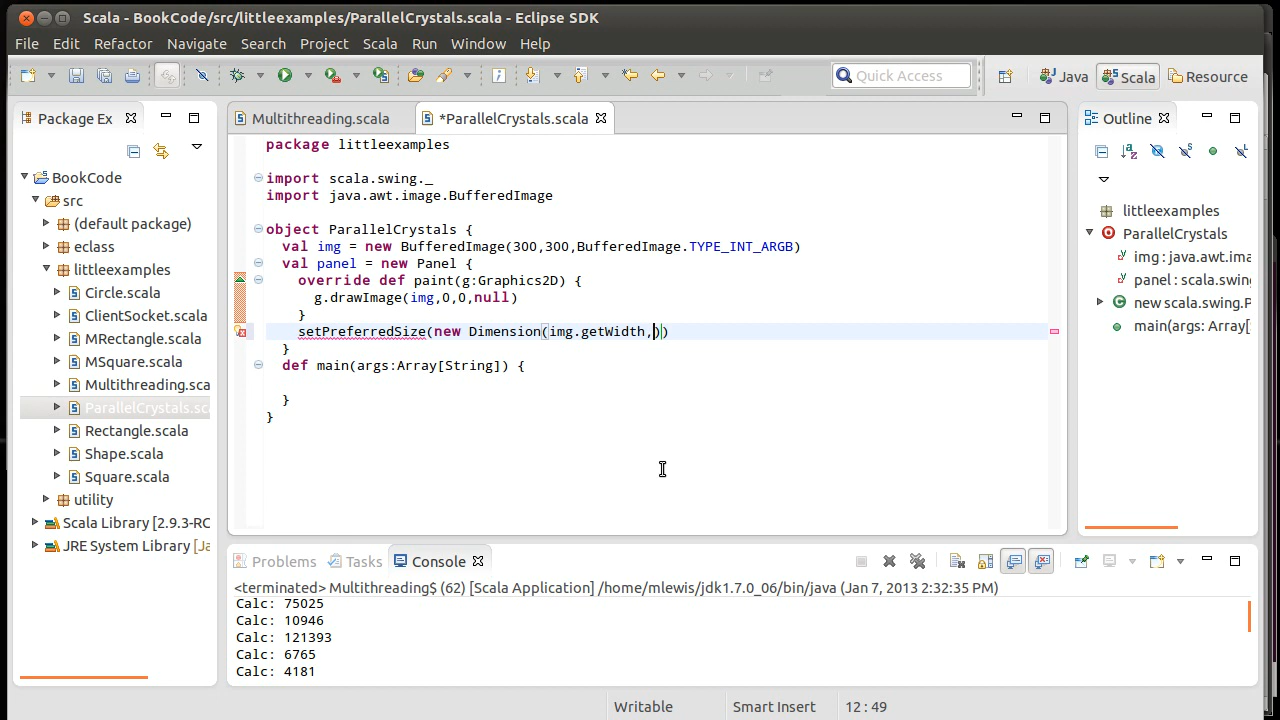 Scala - BookCode/src/littleexamples/ParallelCrystals.scala - Eclipse SDK
File Edit Refactor Navigate Search Project Scala Run Window Help
Quick Access
Java Scala Resource
Package Ex
BookCode
src
(default package)
eclass
littleexamples
Circle.scala
ClientSocket.scala
MRectangle.scala
MSquare.scala
Multithreading.sca
ParallelCrystals.sca
Rectangle.scala
Shape.scala
Square.scala
utility
Scala Library [2.9.3-RC
JRE System Library [Ja
Multithreading.scala *ParallelCrystals.scala
package littleexamples
import scala.swing._
import java.awt.image.BufferedImage
object ParallelCrystals {
val img = new BufferedImage(300,300,BufferedImage.TYPE_INT_ARGB)
val panel = new Panel {
override def paint(g:Graphics2D) {
g.drawImage(img,0,0,null)
}
setPreferredSize(new Dimension(img.getWidth,))
}
def main(args:Array[String]) {
}
}
Outline
littleexamples
ParallelCrystals
img : java.awt.ima
panel : scala.swing
new scala.swing.P
main(args: Array[
Problems Tasks Console
<terminated> Multithreading$ (62) [Scala Application] /home/mlewis/jdk1.7.0_06/bin/java (Jan 7, 2013 2:32:35 PM)
Calc: 75025
Calc: 10946
Calc: 121393
Calc: 6765
Calc: 4181
Writable Smart Insert 12 : 49